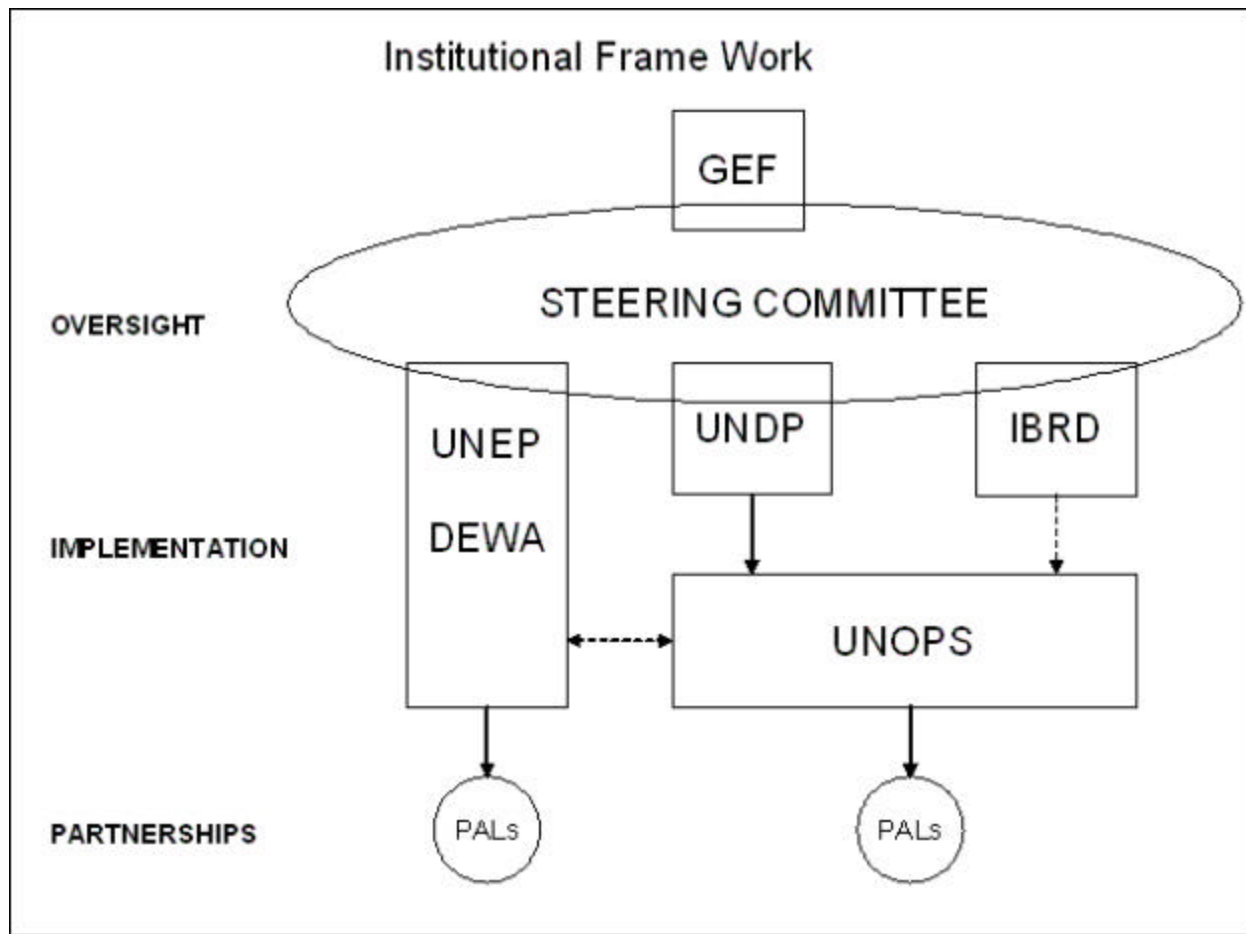 Institutional Frame Work
GEF
STEERING COMMITTEE
OVERSIGHT
UNEP
UNDP
IBRD
DEWA
IMPLEMENTATION
UNOPS
PARTNERSHIPS
PALs
PALs